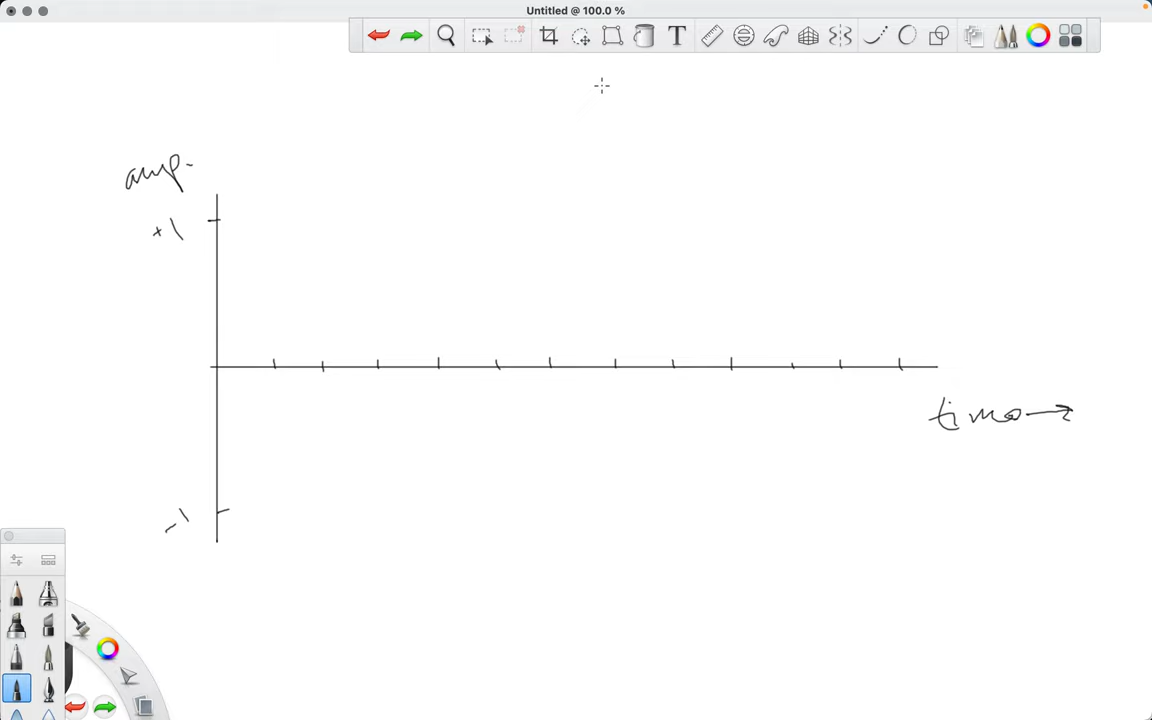 Untitled @ 100.0 %
T
amp.
+1
-1
time →